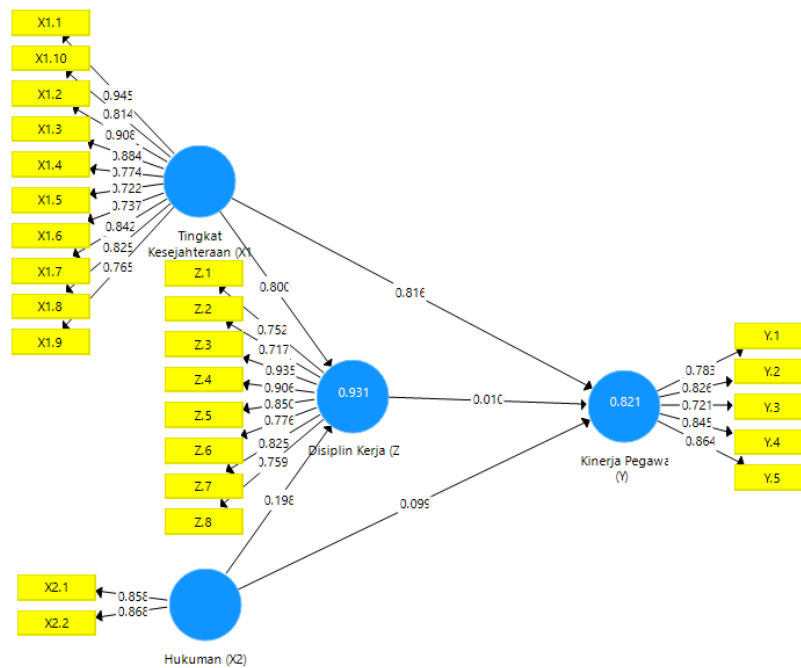 X1.1
X1.10
X1.2
X1.3
X1.4
X1.5
X1.6
X1.7
X1.8
X1.9
0.945
0.814
0.908
0.884
0.774
0.722
0.737
0.842
0.825
0.765
Tingkat
Kesejahteraan (X1
0.800
0.816
Z.1
Z.2
Z.3
Z.4
Z.5
Z.6
Z.7
Z.8
0.752
0.717
0.935
0.906
0.850
0.776
0.825
0.759
0.931
Disiplin Kerja (Z
0.010
0.198
0.099
0.821
Kinerja Pegawa
(Y)
0.783
0.826
0.721
0.845
0.864
Y.1
Y.2
Y.3
Y.4
Y.5
X2.1
X2.2
0.858
0.868
Hukuman (X2)